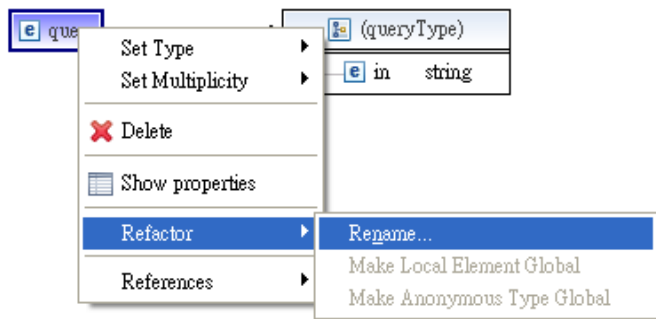 e que (queryType)
e in string
Set Type
Set Multiplicity
Delete
Show properties
Refactor
References
Rename...
Make Local Element Global
Make Anonymous Type Global